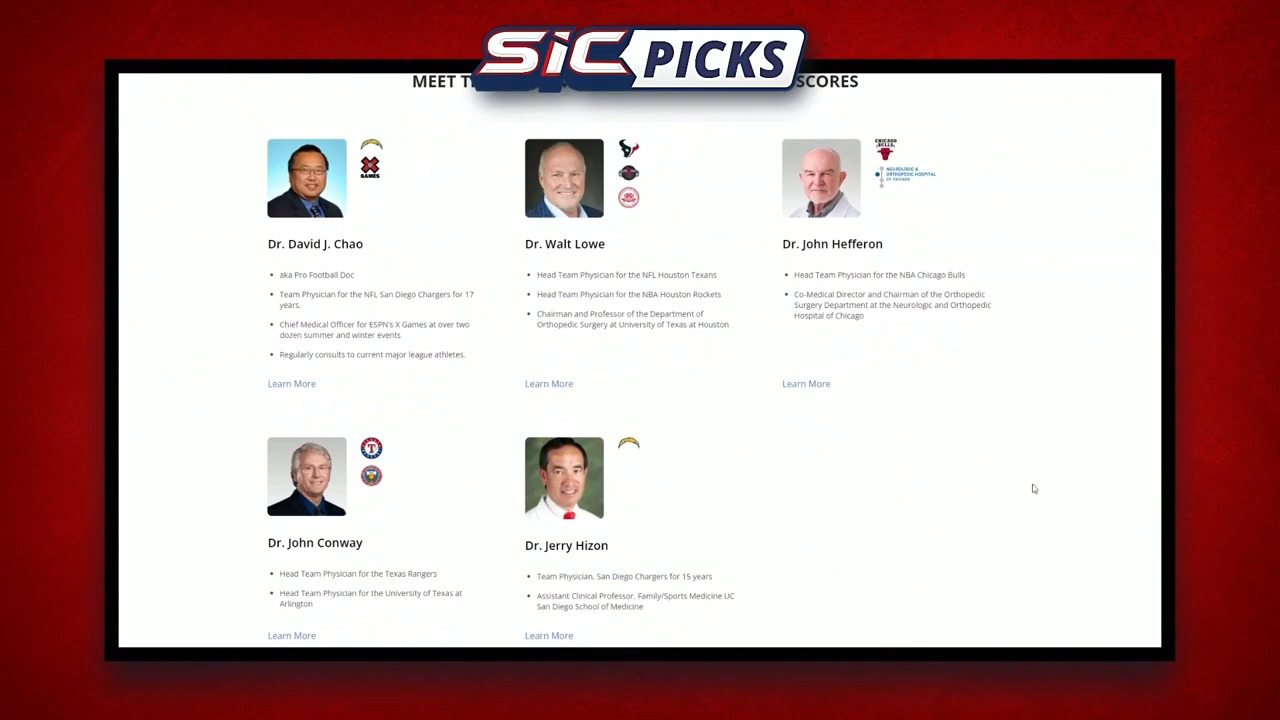 SiC PICKS
MEET T
SCORES
X GAMES
CHICAGO BULLS
NEUROLOGIC &
ORTHOPEDIC HOSPITAL
OF CHICAGO
Dr. David J. Chao
Dr. Walt Lowe
Dr. John Hefferon
aka Pro Football Doc
Team Physician for the NFL San Diego Chargers for 17
years.
Chief Medical Officer for ESPN's X Games at over two
dozen summer and winter events
Regularly consults to current major league athletes.
Learn More
Head Team Physician for the NFL Houston Texans
Head Team Physician for the NBA Houston Rockets
Chairman and Professor of the Department of
Orthopedic Surgery at University of Texas at Houston
Learn More
Head Team Physician for the NBA Chicago Bulls
Co-Medical Director and Chairman of the Orthopedic
Surgery Department at the Neurologic and Orthopedic
Hospital of Chicago
Learn More
T
Dr. John Conway
Head Team Physician for the Texas Rangers
Head Team Physician for the University of Texas at
Arlington
Learn More
Dr. Jerry Hizon
Team Physician, San Diego Chargers for 15 years
Assistant Clinical Professor, Family/Sports Medicine UC
San Diego School of Medicine
Learn More